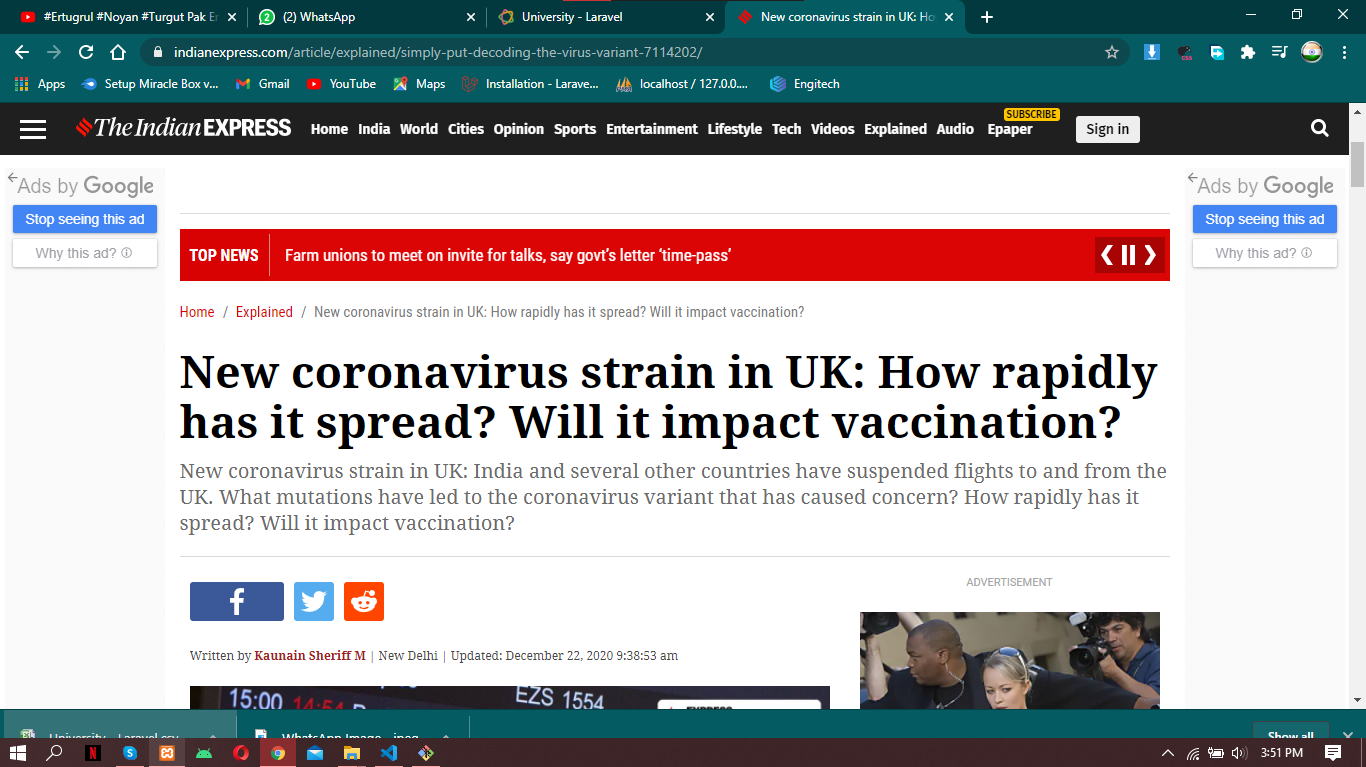 #Ertugrul #Noyan #Turgut Pak Er
(2) WhatsApp
University - Laravel
New coronavirus strain in UK: Ho
indianexpress.com/article/explained/simply-put-decoding-the-virus-variant-7114202/
Apps
Setup Miracle Box v...
Gmail
YouTube
Maps
Installation - Larave...
localhost / 127.0.0....
Engitech
The Indian EXPRESS
Home India World Cities Opinion Sports Entertainment Lifestyle Tech Videos Explained Audio Epaper
SUBSCRIBE
Sign in
Ads by Google
Stop seeing this ad
Why this ad?
Ads by Google
Stop seeing this ad
Why this ad?
TOP NEWS
Farm unions to meet on invite for talks, say govt’s letter ‘time-pass’
Home / Explained / New coronavirus strain in UK: How rapidly has it spread? Will it impact vaccination?
New coronavirus strain in UK: How rapidly
has it spread? Will it impact vaccination?
New coronavirus strain in UK: India and several other countries have suspended flights to and from the
UK. What mutations have led to the coronavirus variant that has caused concern? How rapidly has it
spread? Will it impact vaccination?
ADVERTISEMENT
Written by Kaunain Sheriff M | New Delhi | Updated: December 22, 2020 9:38:53 am
15:00 14:54
EZS 1554
EXPRESS
University - Laravel.csv
WhatsApp Image ....jpeg
Show all
3:51 PM